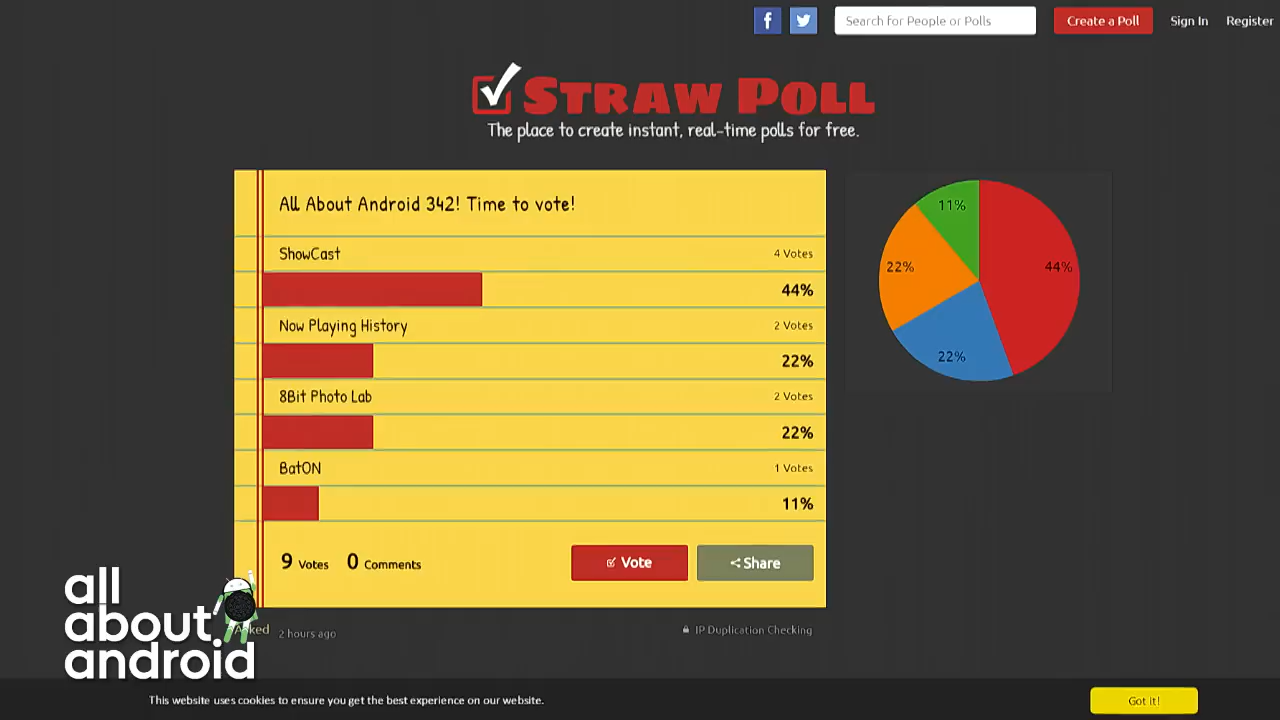 Search for People or Polls
Create a Poll
Sign In
Register
STRAW POLL
The place to create instant, real-time polls for free.
All About Android 342! Time to vote!
ShowCast
4 Votes
44%
Now Playing History
2 Votes
22%
8Bit Photo Lab
2 Votes
22%
BatON
1 Votes
11%
9 Votes
0 Comments
Vote
Share
11%
44%
22%
22%
Asked 2 hours ago
IP Duplication Checking
all
about
android
This website uses cookies to ensure you get the best experience on our website.
Got it!